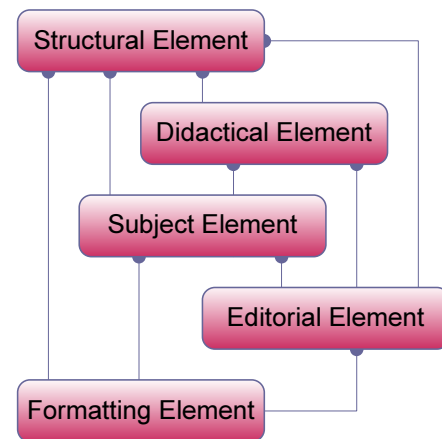 Structural Element
Didactical Element
Subject Element
Editorial Element
Formatting Element